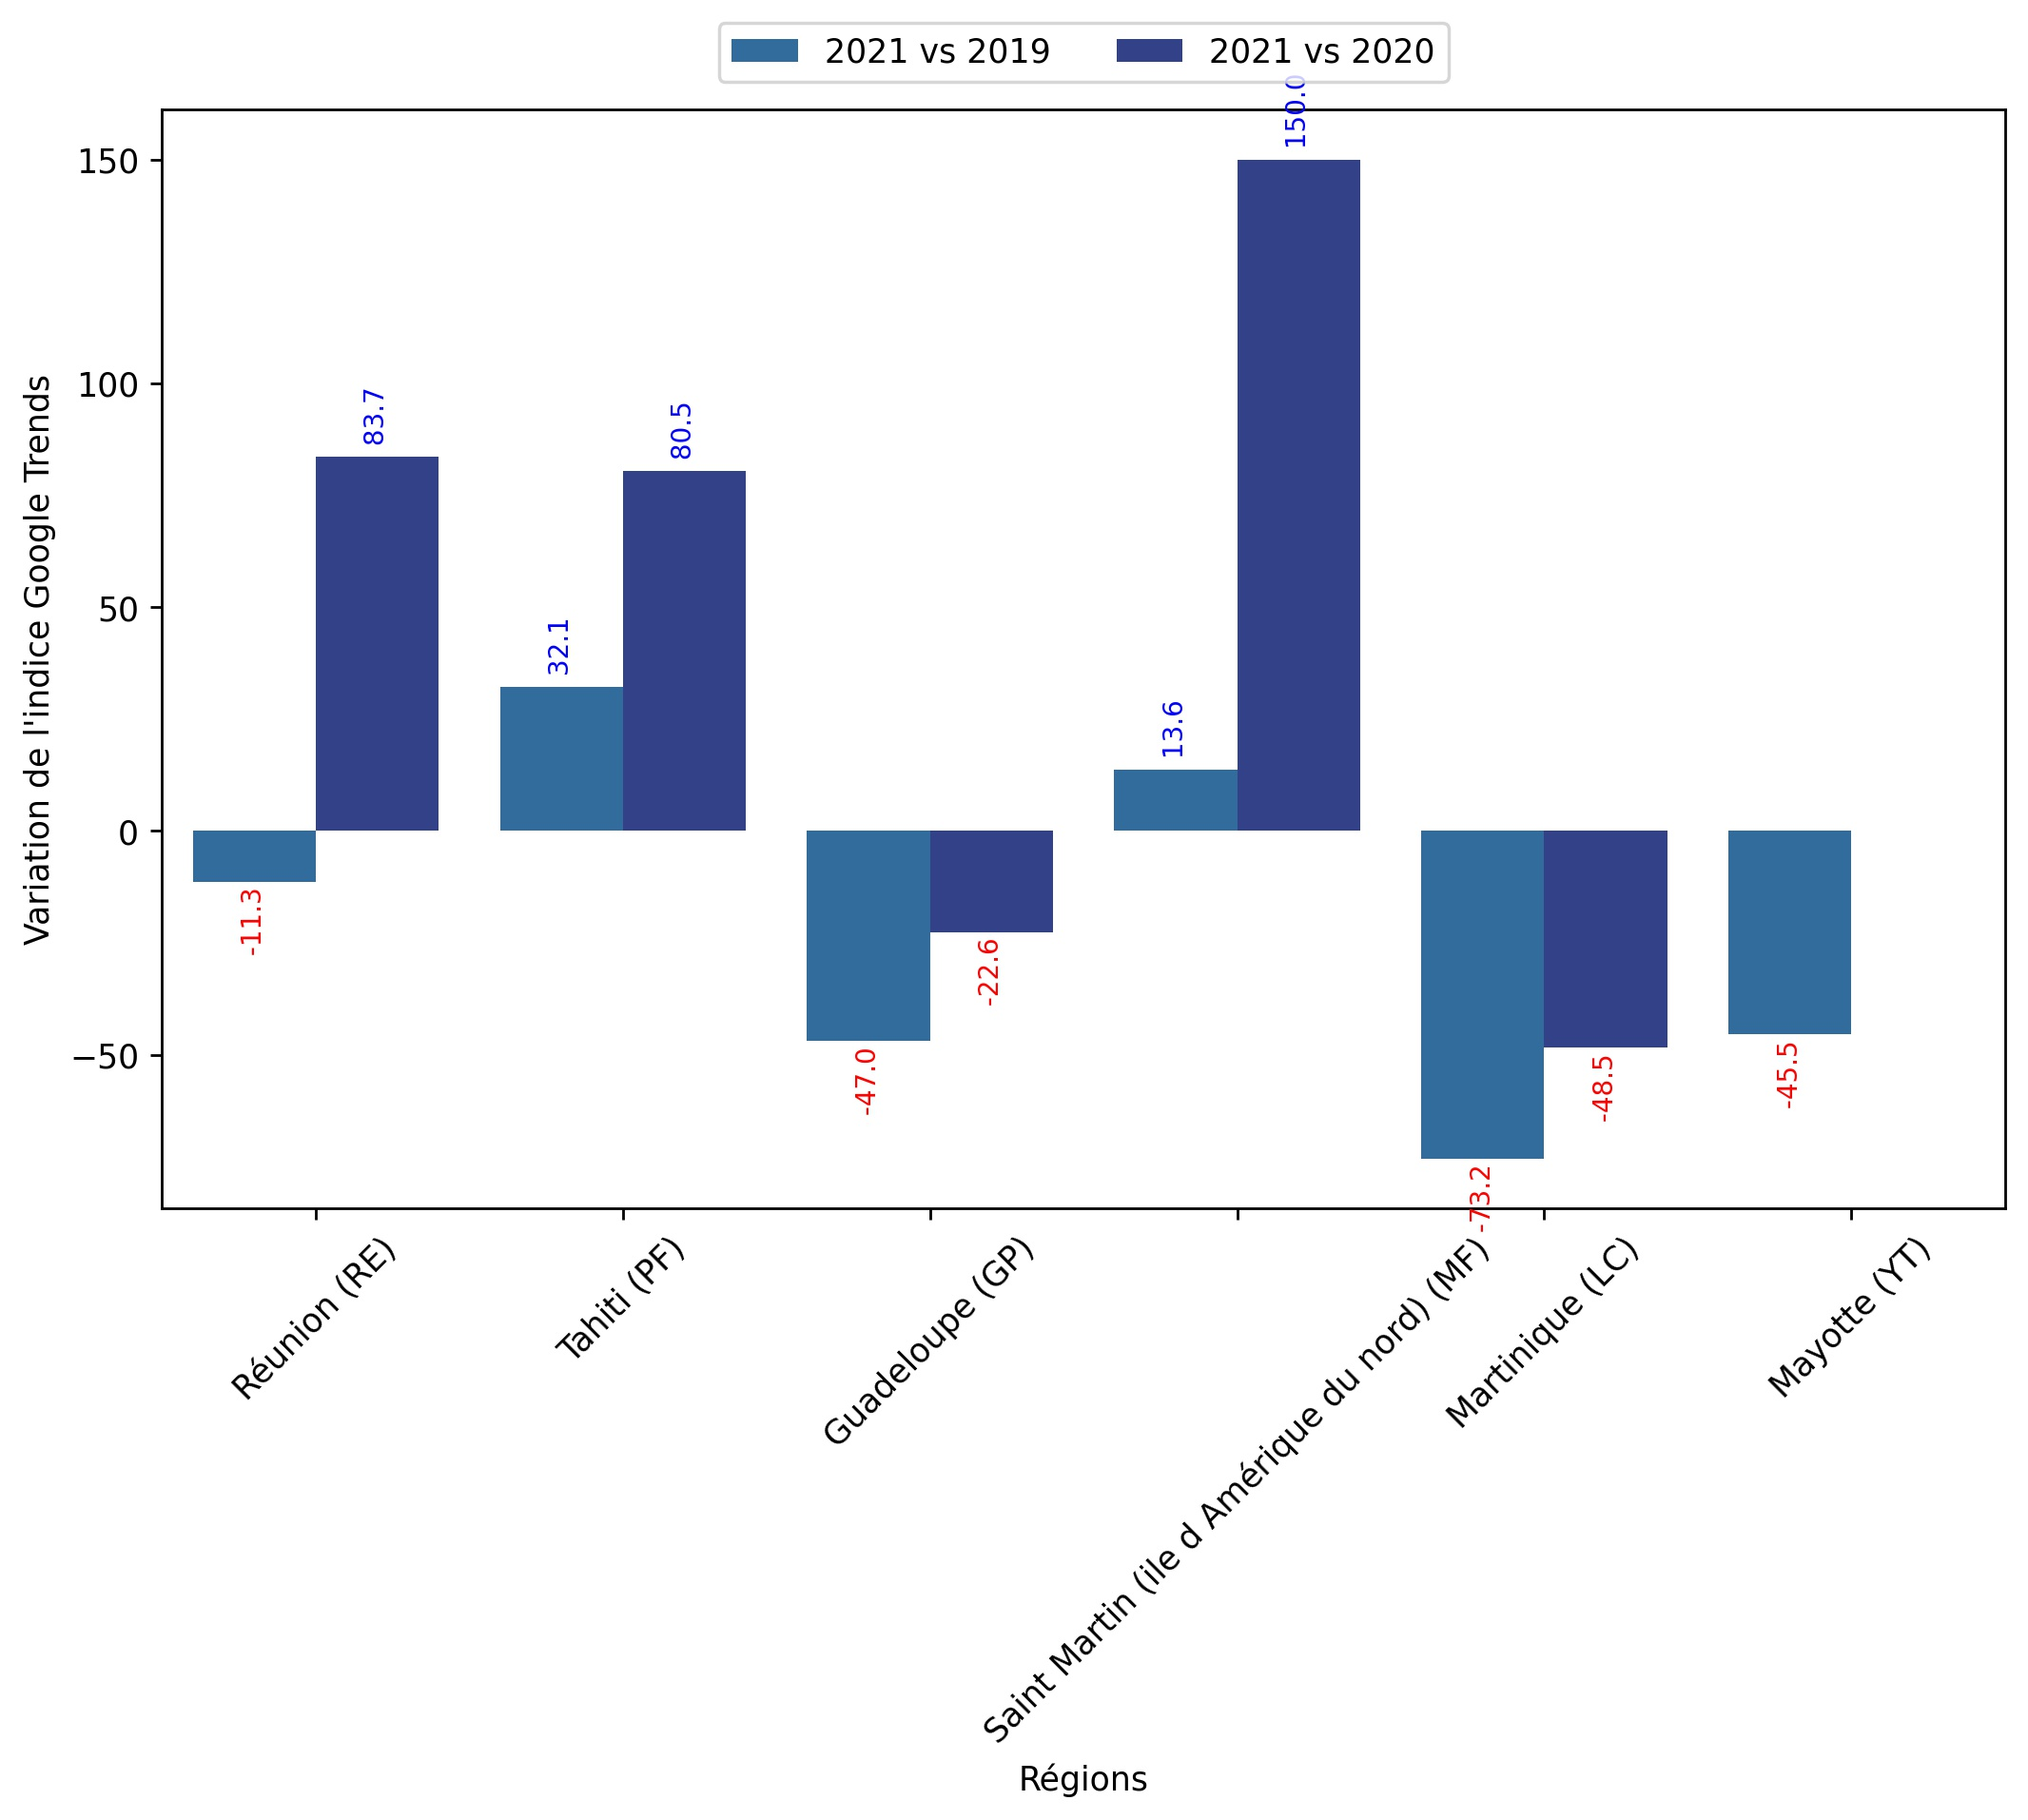 2021 vs 2019
2021 vs 2020
Variation de l'indice Google Trends
150
100
50
0
−50
-11.3
83.7
32.1
80.5
-47.0
-22.6
13.6
150.0
-73.2
-48.5
-45.5
Réunion (RE)
Tahiti (PF)
Guadeloupe (GP)
Saint Martin (ile d Amérique du nord) (MF)
Martinique (LC)
Mayotte (YT)
Régions